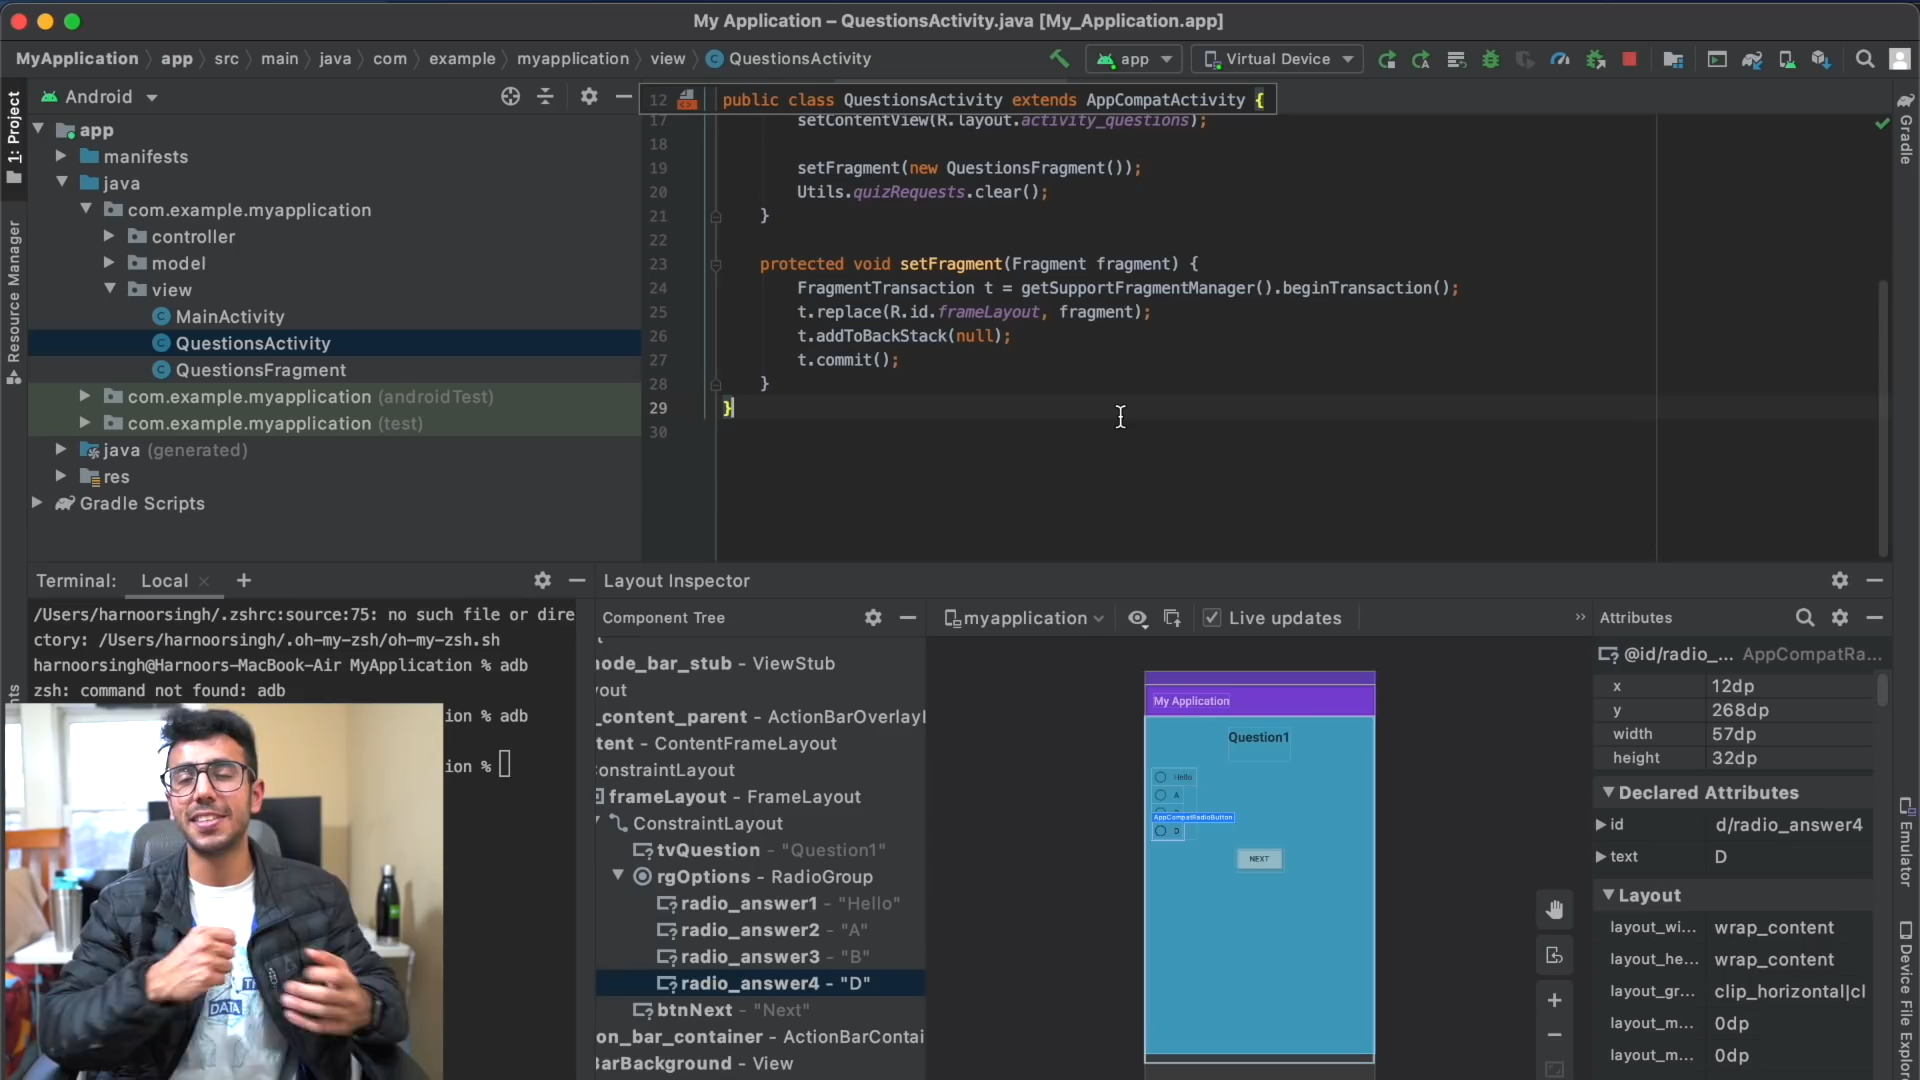 My Application – QuestionsActivity.java [My_Application.app]
MyApplication app src main java com example myapplication view QuestionsActivity
app
Virtual Device
1: Project
Resource Manager
Android
app
manifests
java
com.example.myapplication
controller
model
view
MainActivity
QuestionsActivity
QuestionsFragment
com.example.myapplication (androidTest)
com.example.myapplication (test)
java (generated)
res
Gradle Scripts
12 public class QuestionsActivity extends AppCompatActivity {
17 setContentView(R.layout.activity_questions);
18
19 setFragment(new QuestionsFragment());
20 Utils.quizRequests.clear();
21 }
22
23 protected void setFragment(Fragment fragment) {
24 FragmentTransaction t = getSupportFragmentManager().beginTransaction();
25 t.replace(R.id.frameLayout, fragment);
26 t.addToBackStack(null);
27 t.commit();
28 }
29 }
30
Gradle
Terminal: Local +
/Users/harnoorsingh/.zshrc:source:75: no such file or dire
ctory: /Users/harnoorsingh/.oh-my-zsh/oh-my-zsh.sh
harnoorsingh@Harnoors-MacBook-Air MyApplication % adb
zsh: command not found: adb
ion % adb
ion %
DATA
Layout Inspector
Component Tree
node_bar_stub - ViewStub
yout
_content_parent - ActionBarOverlayl
tent - ContentFrameLayout
onstraintLayout
frameLayout - FrameLayout
ConstraintLayout
tvQuestion - "Question1"
rgOptions - RadioGroup
radio_answer1 - "Hello"
radio_answer2 - "A"
radio_answer3 - "B"
radio_answer4 - "D"
btnNext - "Next"
on_bar_container - ActionBarContai
BarBackground - View
myapplication
Live updates
My Application
Question1
Hello
A
AppCompatRadioButton
D
NEXT
Attributes
@id/radio_... AppCompatRa...
x 12dp
y 268dp
width 57dp
height 32dp
Declared Attributes
id d/radio_answer4
text D
Layout
layout_wi... wrap_content
layout_he... wrap_content
layout_gr... clip_horizontal|cl
layout_m... 0dp
layout_m... 0dp
Emulator
Device File Explor